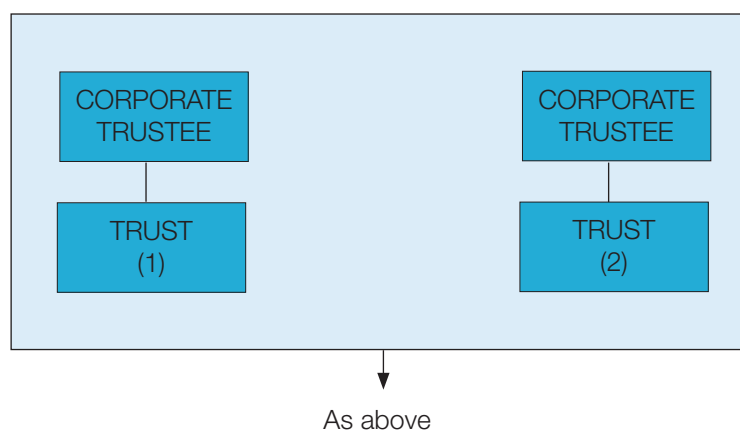 CORPORATE
TRUSTEE
CORPORATE
TRUSTEE
TRUST
(1)
TRUST
(2)
As above